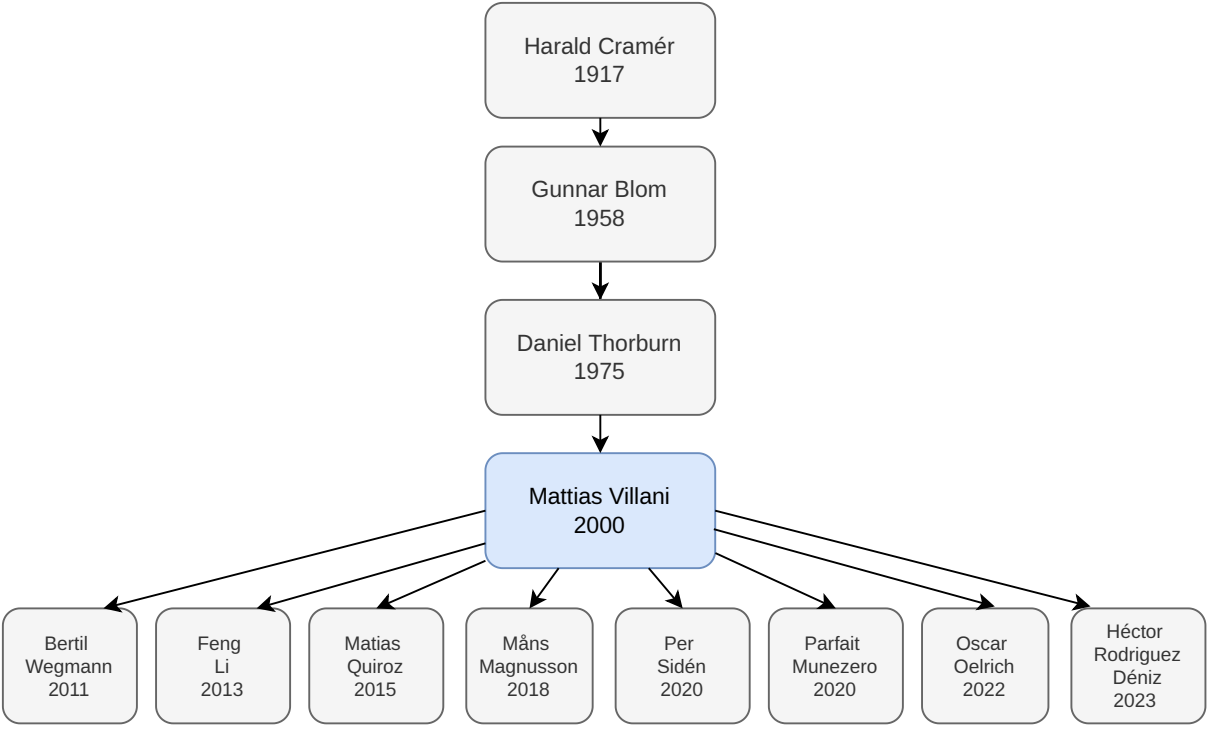 Harald Cramér
1917
Gunnar Blom
1958
Daniel Thorburn
1975
Mattias Villani
2000
Bertil
Wegmann
2011
Feng
Li
2013
Matias
Quiroz
2015
Måns
Magnusson
2018
Per
Sidén
2020
Parfait
Munezero
2020
Oscar
Oelrich
2022
Héctor
Rodriguez
Déniz
2023